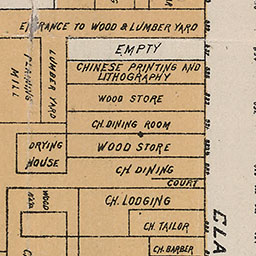 ENTRANCE TO WOOD & LUMBER YARD
EMPTY
PLANING
MILL
LUMBER YARD
CHINESE PRINTING AND
LITHOGRAPHY
WOOD STORE
CH. DINING ROOM
DRYING
HOUSE
WOOD STORE
CH. DINING
COURT
WOOD
CH. LODGING
CH. TAILOR
CH. BARBER
ELA